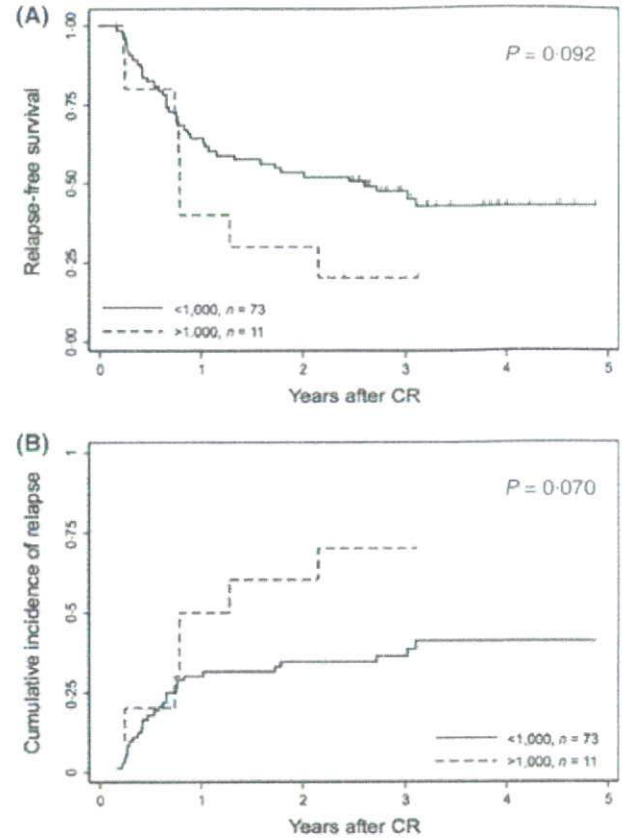 (A)
P = 0·092
Relapse-free survival
1·00
0·75
0·50
0·25
0·00
<1,000, n = 73
>1,000, n = 11
0 1 2 3 4 5
Years after CR
(B)
P = 0·070
Cumulative incidence of relapse
1
0·75
0·5
0·25
0
<1,000, n = 73
>1,000, n = 11
0 1 2 3 4 5
Years after CR